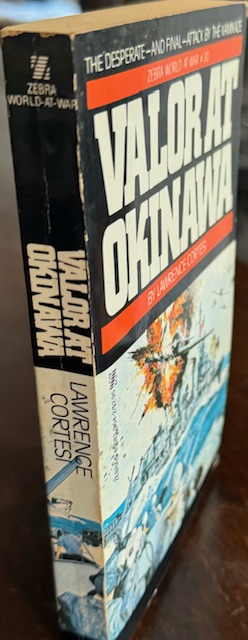 ZEBRA
WORLD-AT-WAR
VALOR AT
OKINAWA
LAWRENCE
CORTESI
THE DESPERATE—AND FINAL—ATTACK BY THE KAMIKAZE
ZEBRA WORLD AT WAR #30
VALOR AT
OKINAWA
BY LAWRENCE CORTESI